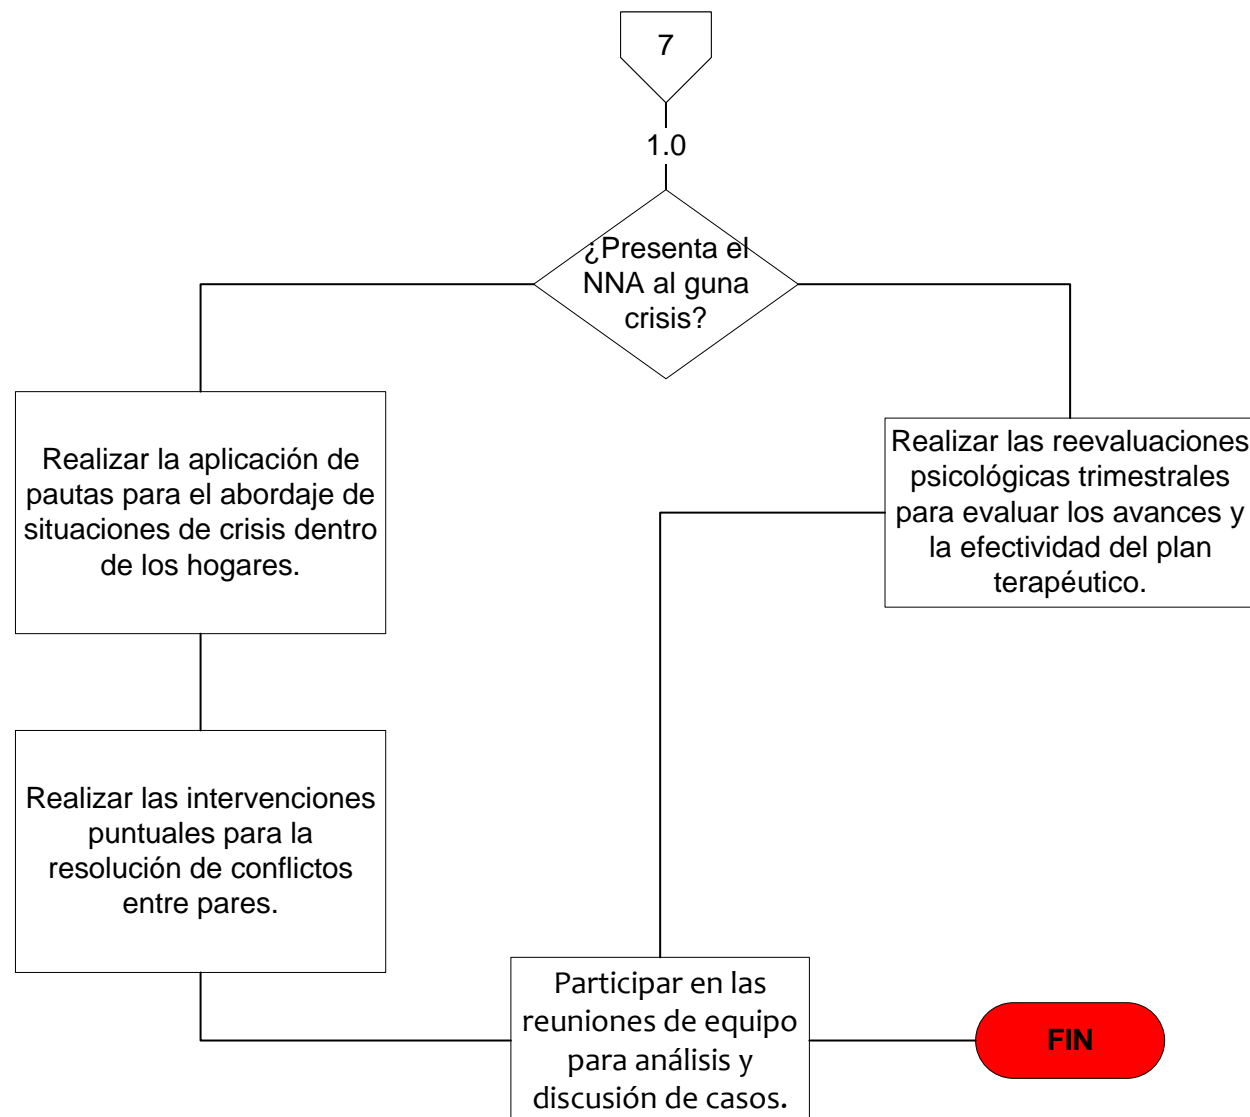 7
1.0
¿Presenta el
NNA al guna
crisis?
Realizar la aplicación de
pautas para el abordaje de
situaciones de crisis dentro
de los hogares.
Realizar las reevaluaciones
psicológicas trimestrales
para evaluar los avances y
la efectividad del plan
terapéutico.
Realizar las intervenciones
puntuales para la
resolución de conflictos
entre pares.
Participar en las
reuniones de equipo
para análisis y
discusión de casos.
FIN